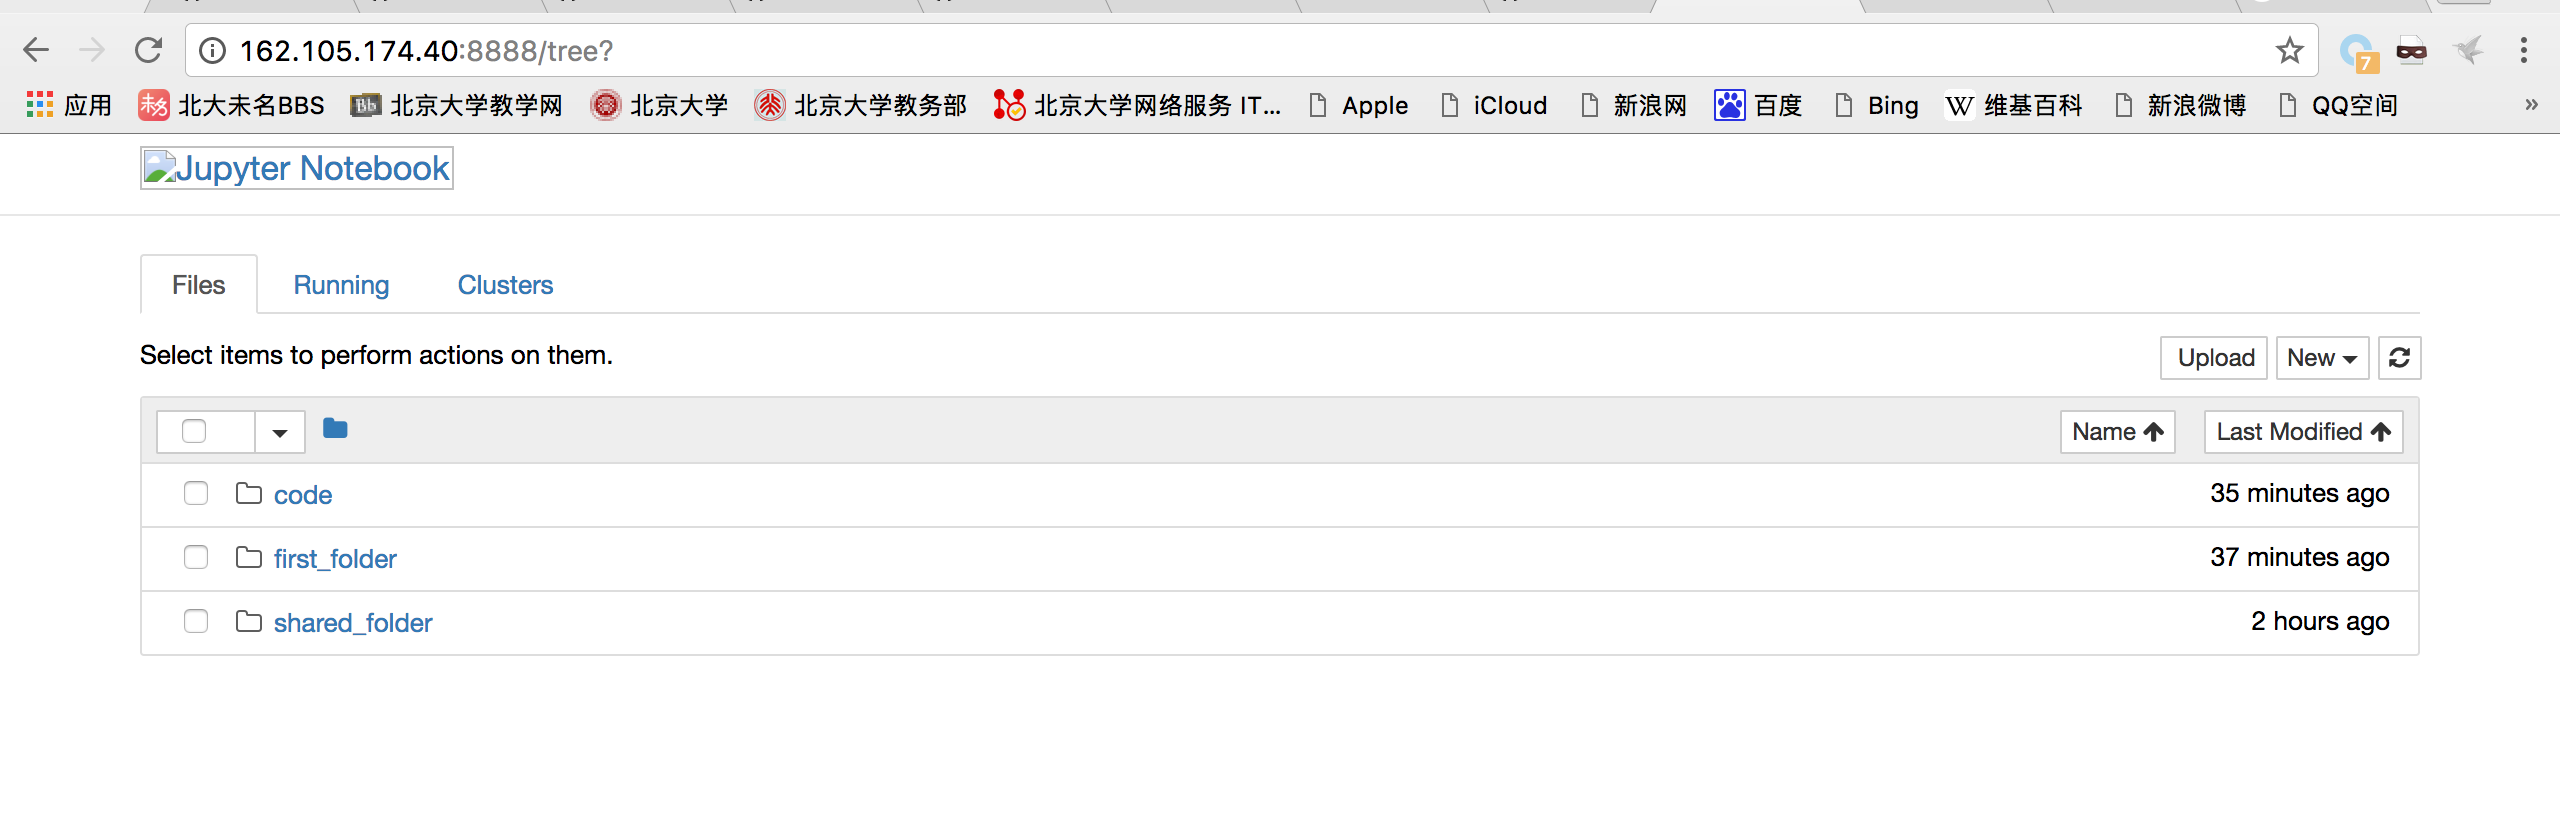 162.105.174.40:8888/tree?
7
应用 北大未名BBS Bb 北京大学教学网 北京大学 北京大学教务部 北京大学网络服务 IT... Apple iCloud 新浪网 百度 Bing W 维基百科 新浪微博 QQ空间 »
Jupyter Notebook
Files Running Clusters
Select items to perform actions on them.
Upload New
Name Last Modified
code 35 minutes ago
first_folder 37 minutes ago
shared_folder 2 hours ago